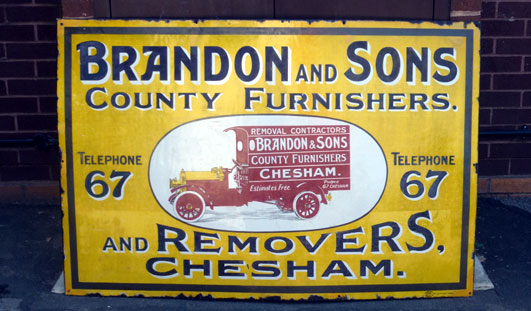 BRANDON AND SONS
COUNTY FURNISHERS.
TELEPHONE
67
REMOVAL CONTRACTORS
BRANDON & SONS
COUNTY FURNISHERS
CHESHAM.
Estimates Free
Phone
67 CHESHAM
TELEPHONE
67
AND REMOVERS,
CHESHAM.